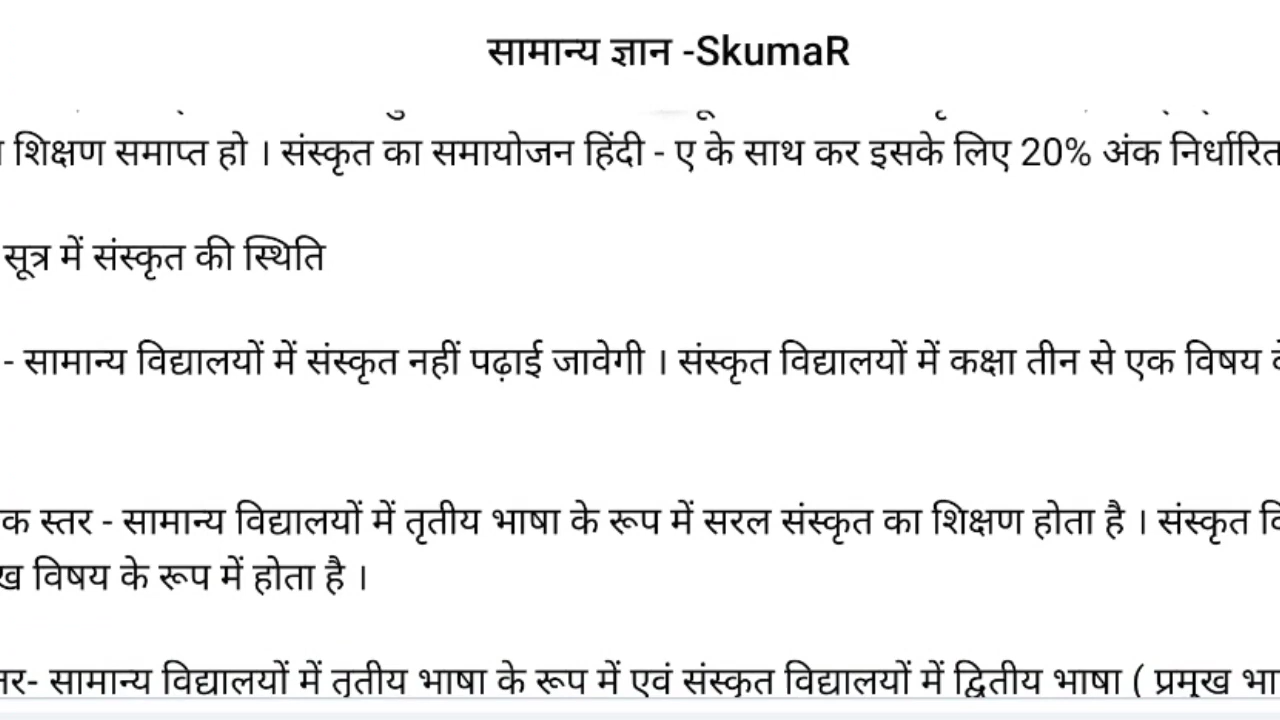 सामान्य ज्ञान -SkumaR
शिक्षण समाप्त हो । संस्कृत का समायोजन हिंदी - ए के साथ कर इसके लिए 20% अंक निर्धारित
सूत्र में संस्कृत की स्थिति
- सामान्य विद्यालयों में संस्कृत नहीं पढ़ाई जावेगी । संस्कृत विद्यालयों में कक्षा तीन से एक विषय
क स्तर - सामान्य विद्यालयों में तृतीय भाषा के रूप में सरल संस्कृत का शिक्षण होता है । संस्कृत
ख विषय के रूप में होता है ।
- सामान्य विद्यालयों में तृतीय भाषा के रूप में एवं संस्कृत विद्यालयों में द्वितीय भाषा ( प्रमुख